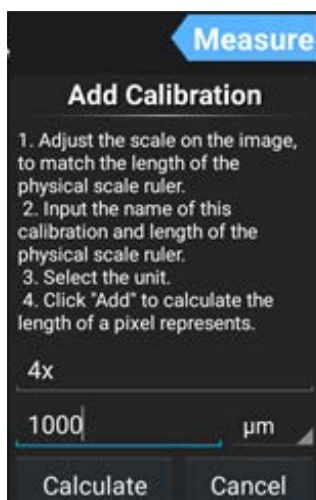 Measure
Add Calibration
1. Adjust the scale on the image,
to match the length of the
physical scale ruler.
2. Input the name of this
calibration and length of the
physical scale ruler.
3. Select the unit.
4. Click "Add" to calculate the
length of a pixel represents.
4x
1000 µm
Calculate Cancel